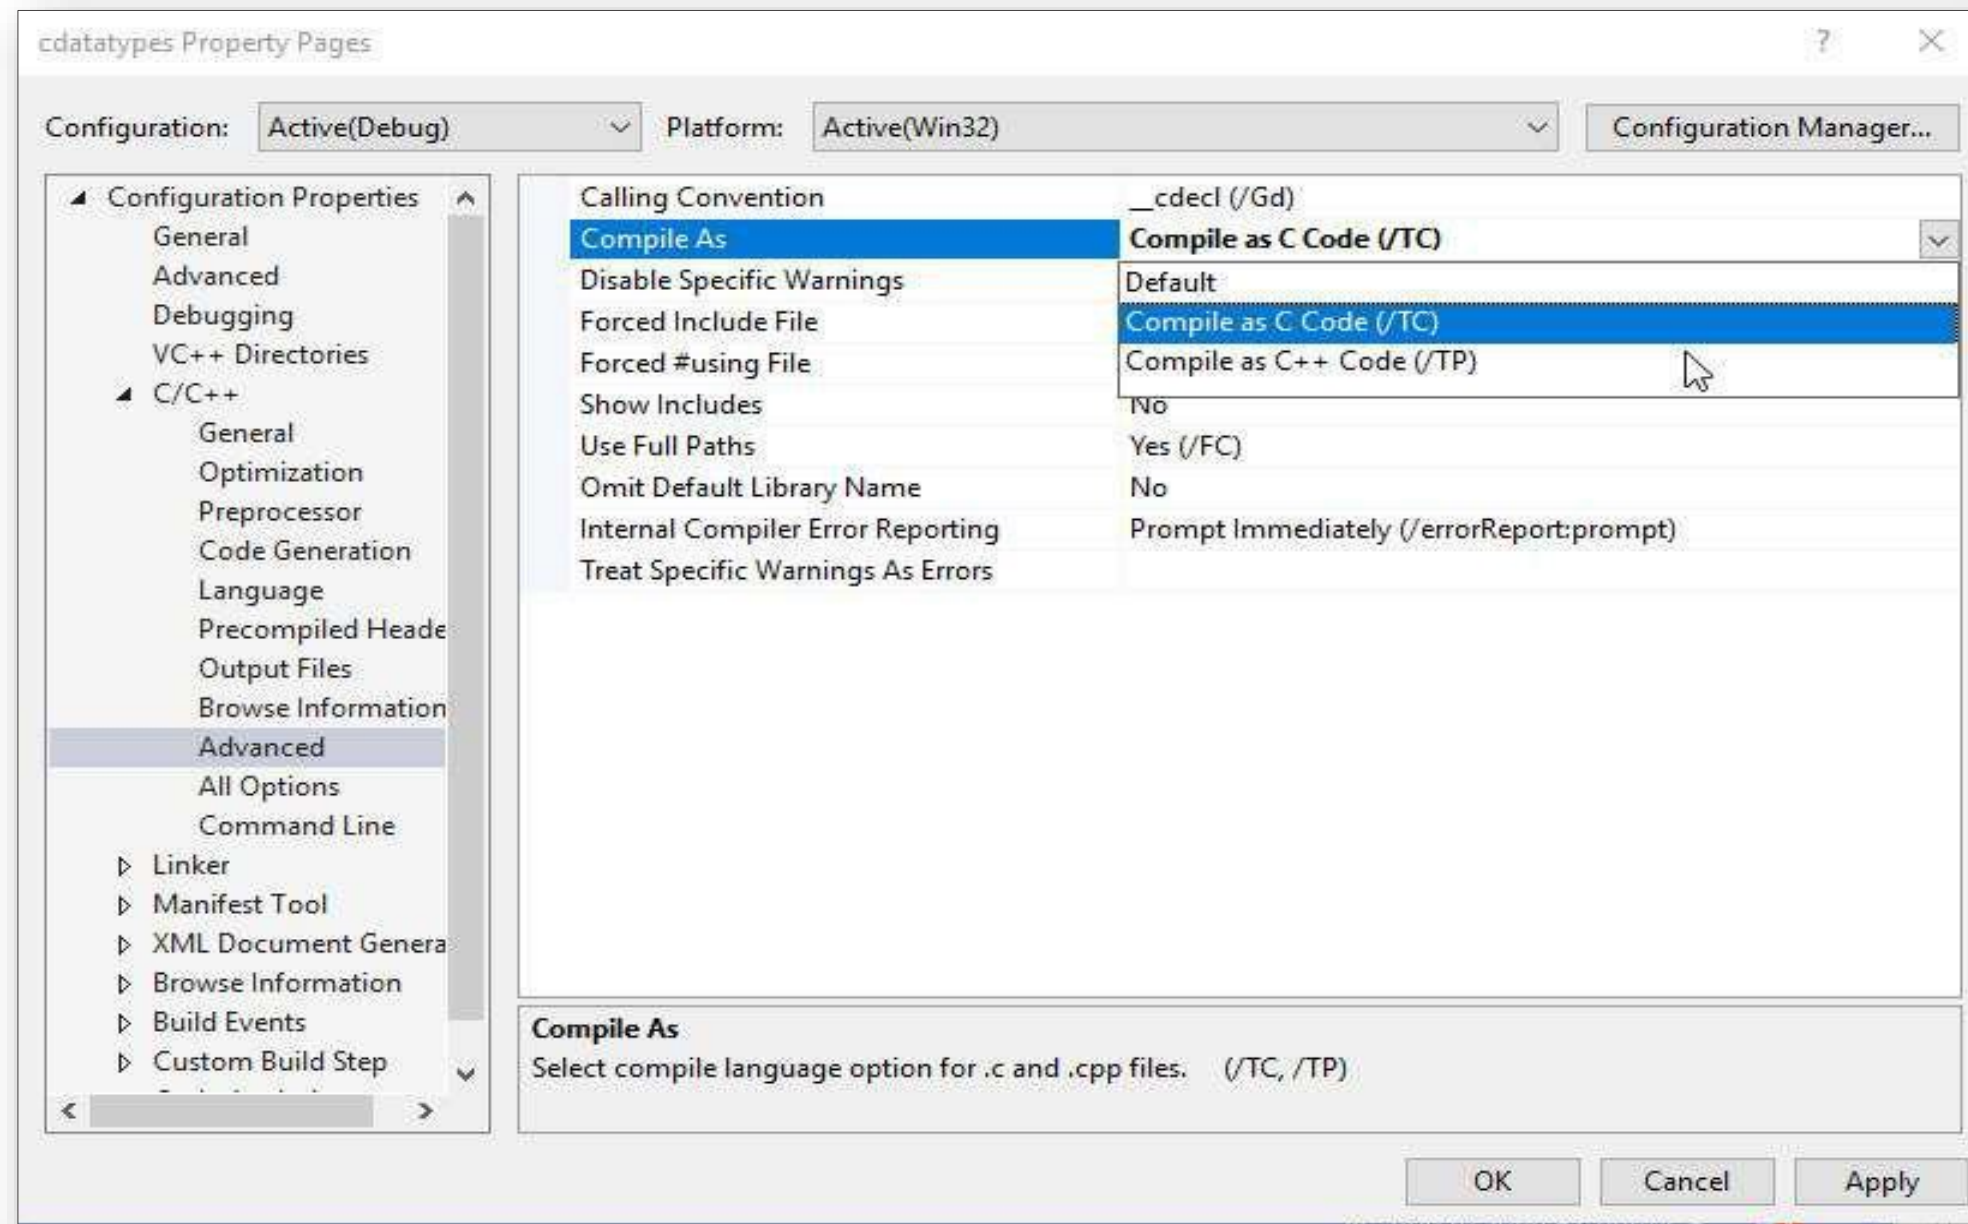 cdatatypes Property Pages
Configuration: Active(Debug) Platform: Active(Win32) Configuration Manager...
Configuration Properties
General
Advanced
Debugging
VC++ Directories
C/C++
General
Optimization
Preprocessor
Code Generation
Language
Precompiled Heade
Output Files
Browse Information
Advanced
All Options
Command Line
Linker
Manifest Tool
XML Document Genera
Browse Information
Build Events
Custom Build Step
Calling Convention __cdecl (/Gd)
Compile As Compile as C Code (/TC)
Disable Specific Warnings Default
Forced Include File Compile as C Code (/TC)
Forced #using File Compile as C++ Code (/TP)
Show Includes No
Use Full Paths Yes (/FC)
Omit Default Library Name No
Internal Compiler Error Reporting Prompt Immediately (/errorReport:prompt)
Treat Specific Warnings As Errors
Compile As
Select compile language option for .c and .cpp files. (/TC, /TP)
OK Cancel Apply